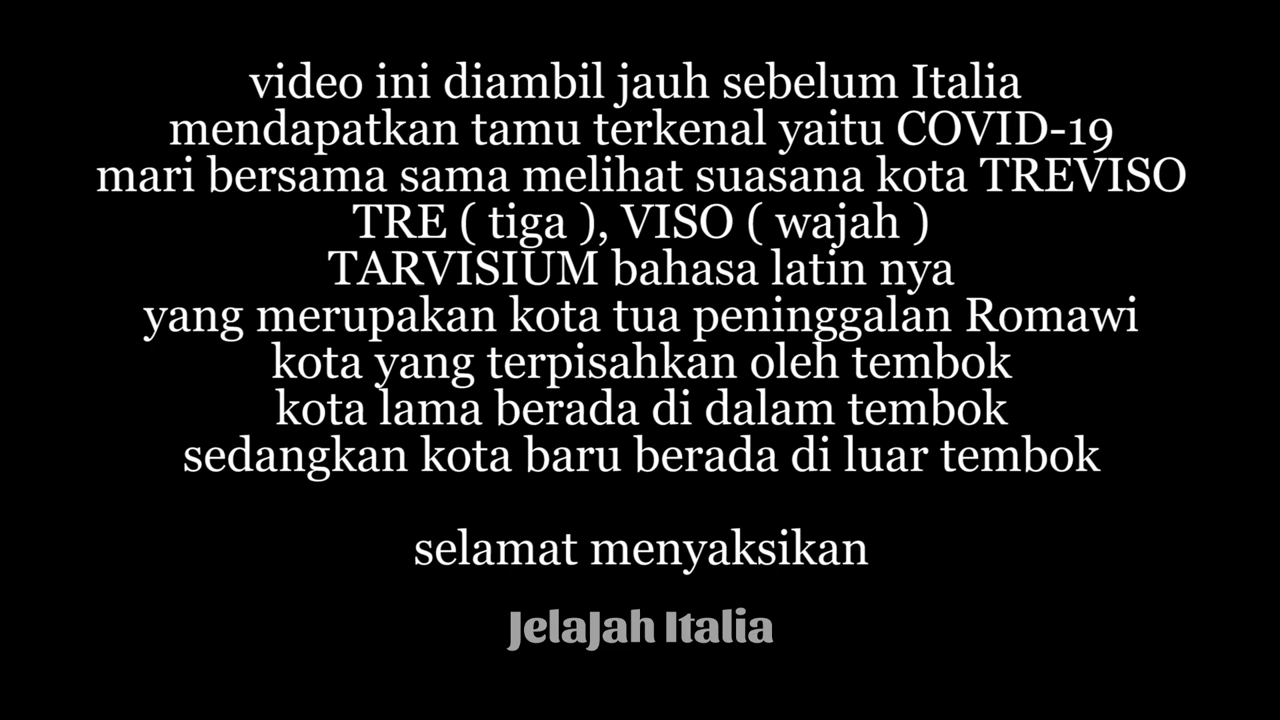 video ini diambil jauh sebelum Italia
mendapatkan tamu terkenal yaitu COVID-19
mari bersama sama melihat suasana kota TREVISO
TRE ( tiga ), VISO ( wajah )
TARVISIUM bahasa latin nya
yang merupakan kota tua peninggalan Romawi
kota yang terpisahkan oleh tembok
kota lama berada di dalam tembok
sedangkan kota baru berada di luar tembok
selamat menyaksikan
JelaJah Italia